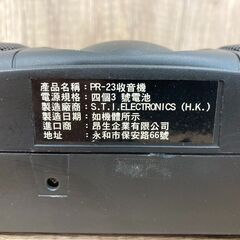 產品名稱：PR-23收音機
電源規格：四個3 號電池
製造廠商：S.T.I.ELECTRONICS (H.K.)
製造日期：如機體所示
進口商：昂生企業有限公司
地址：永和市保安路66號